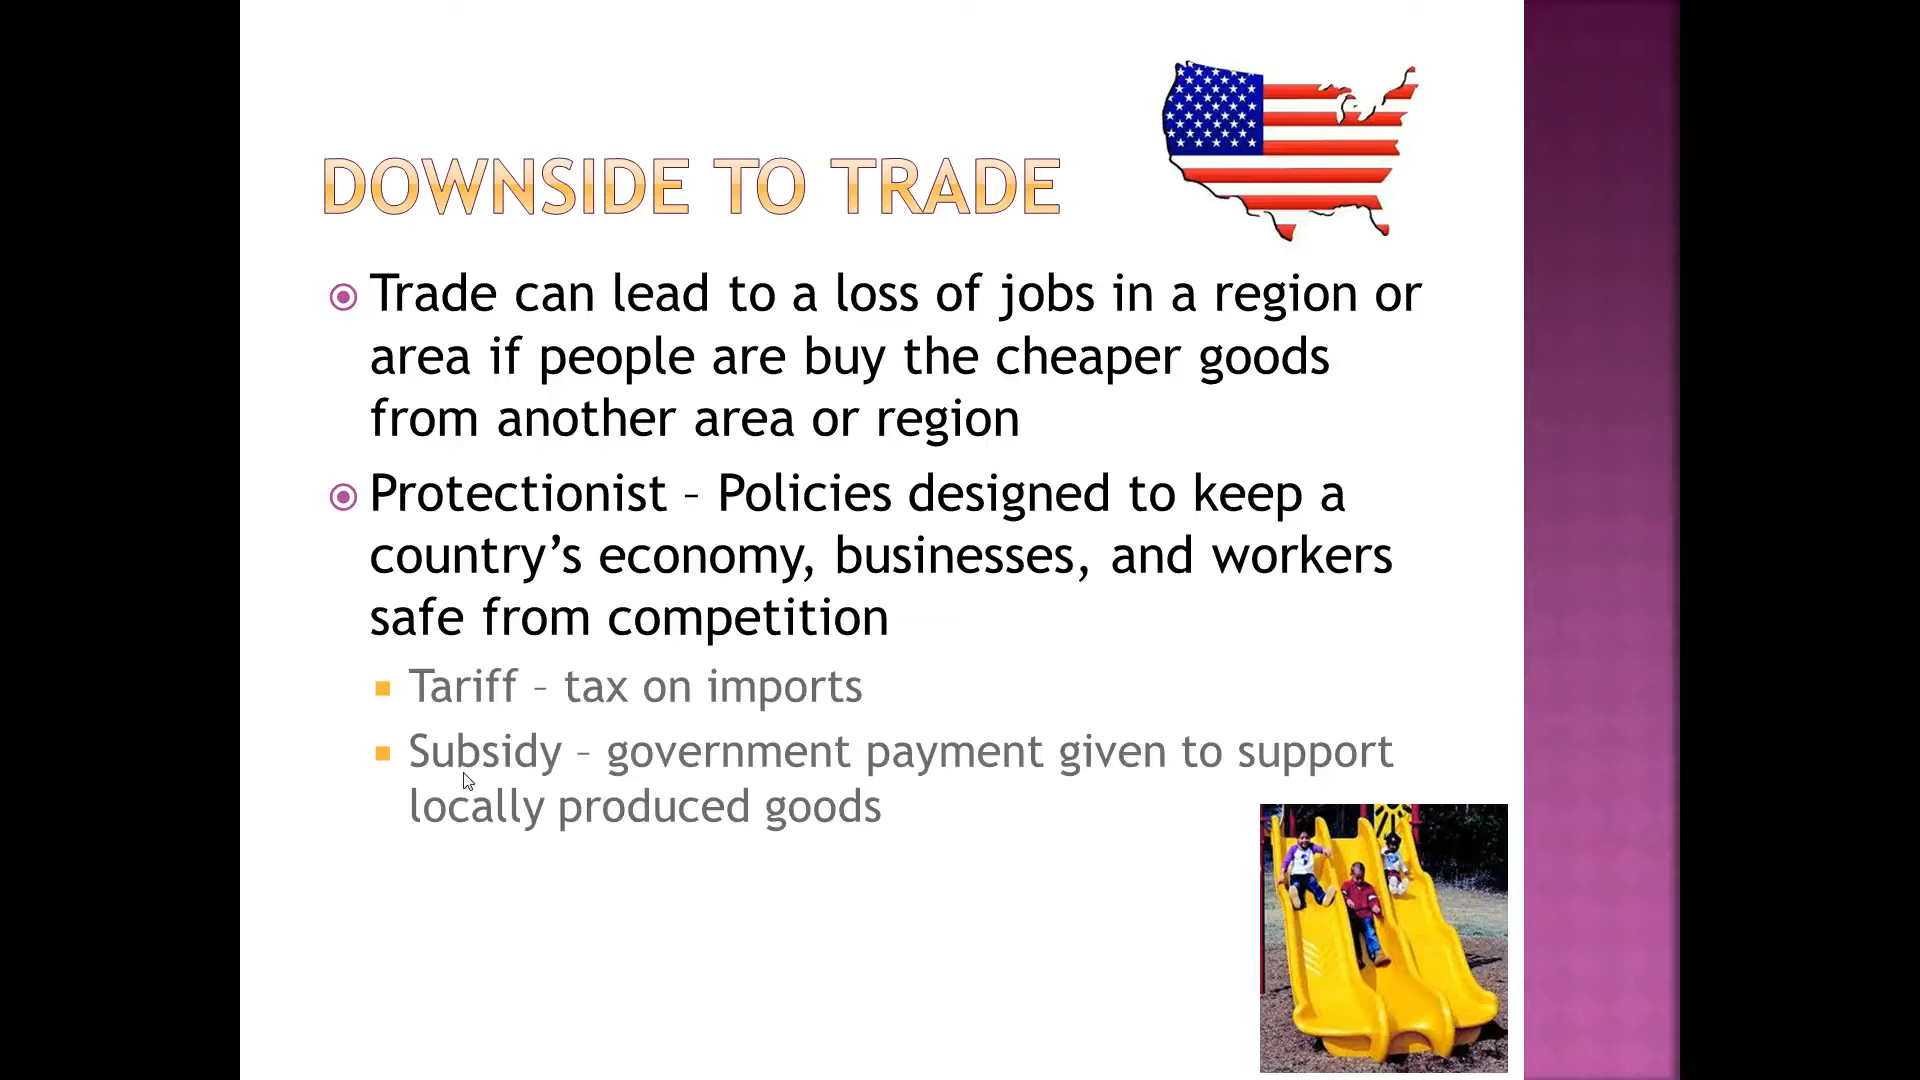 DOWNSIDE TO TRADE
Trade can lead to a loss of jobs in a region or
area if people are buy the cheaper goods
from another area or region
Protectionist – Policies designed to keep a
country’s economy, businesses, and workers
safe from competition
Tariff – tax on imports
Subsidy – government payment given to support
locally produced goods